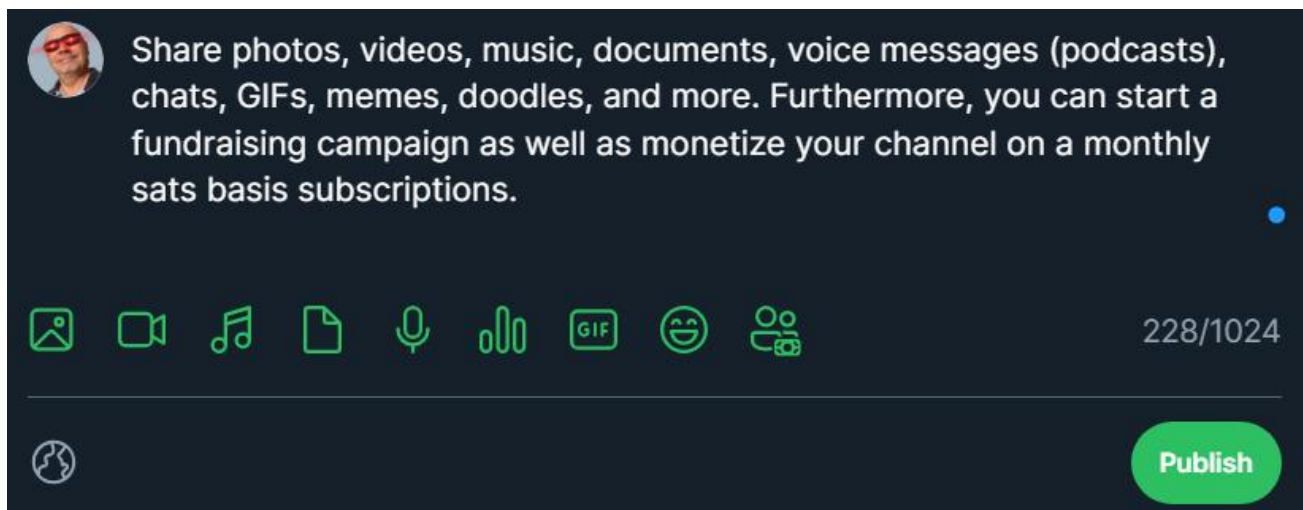 Share photos, videos, music, documents, voice messages (podcasts),
chats, GIFs, memes, doodles, and more. Furthermore, you can start a
fundraising campaign as well as monetize your channel on a monthly
sats basis subscriptions.
GIF
228/1024
Publish